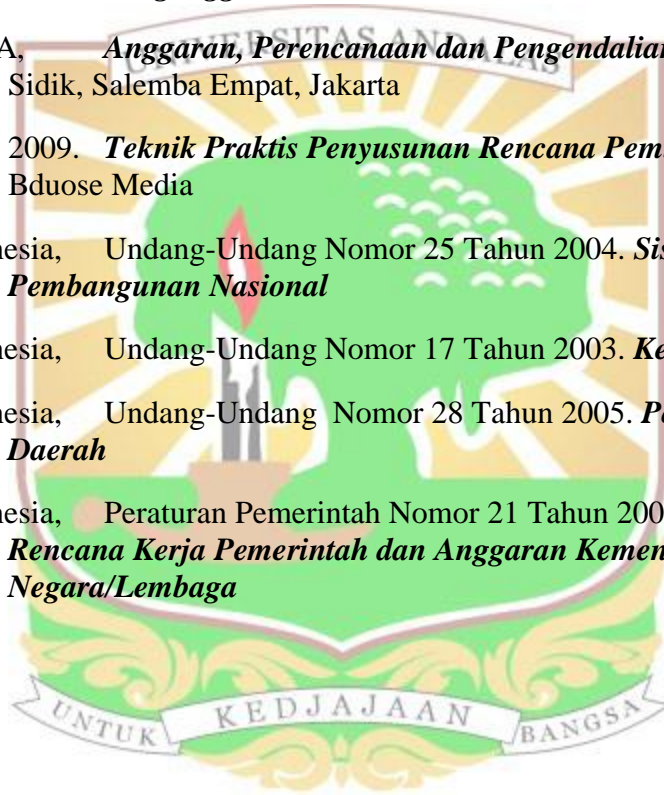 UNIVERSITAS ANDALAS
A, Anggaran, Perencanaan dan Pengendalian
Sidik, Salemba Empat, Jakarta
2009. Teknik Praktis Penyusunan Rencana Pem
Bduose Media
nesia, Undang-Undang Nomor 25 Tahun 2004. Sis
Pembangunan Nasional
nesia, Undang-Undang Nomor 17 Tahun 2003. Ke
nesia, Undang-Undang Nomor 28 Tahun 2005. Pe
Daerah
nesia, Peraturan Pemerintah Nomor 21 Tahun 200
Rencana Kerja Pemerintah dan Anggaran Kemen
Negara/Lembaga
UNTUK KEDJAJAAN BANGSA